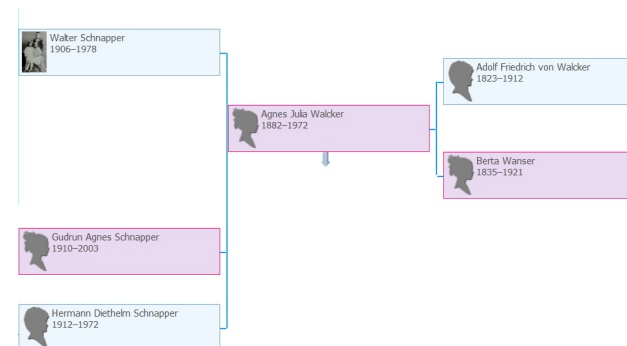 Walter Schnapper
1906–1978
Adolf Friedrich von Walcker
1823–1912
Agnes Julia Walcker
1882–1972
Berta Wanser
1835–1921
Gudrun Agnes Schnapper
1910–2003
Hermann Diethelm Schnapper
1912–1972